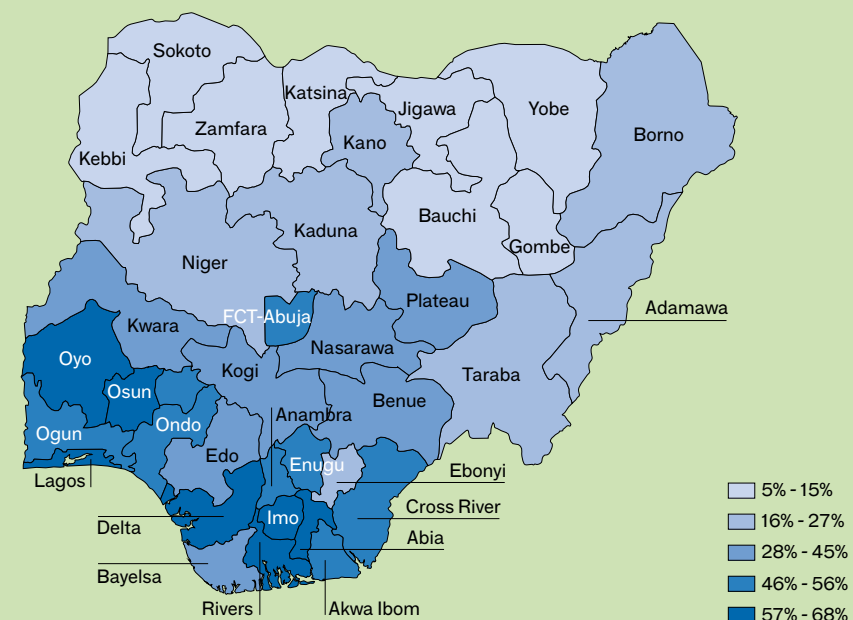 Sokoto
Katsina
Jigawa
Yobe
Zamfara
Borno
Kano
Kebbi
Bauchi
Kaduna
Gombe
Niger
Plateau
Adamawa
FCT-Abuja
Kwara
Nasarawa
Oyo
Kogi
Taraba
Osun
Benue
Anambra
Ondo
Ogun
Edo
Enugu
Ebonyi
Lagos
5% - 15%
Cross River
Imo
16% - 27%
Delta
Abia
28% - 45%
Bayelsa
46% - 56%
Rivers
Akwa Ibom
57% - 68%